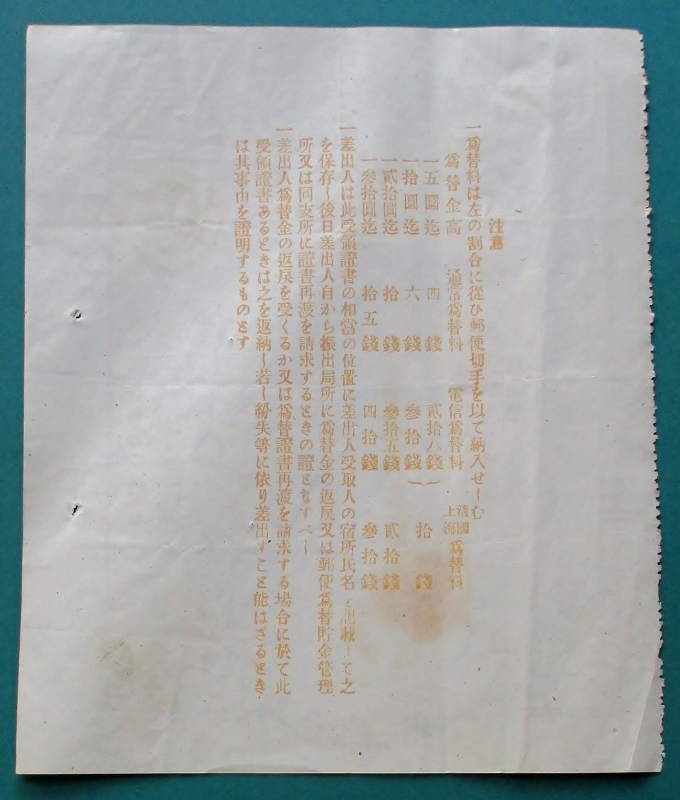 注意
一爲替料は左の割合に從ひ郵便切手を以て納入せしむ
爲替金高 通常爲替料 電信爲替料 清國上海爲替料
一五圓迄 四錢 貳拾八錢 拾錢
一拾圓迄 六錢 參拾錢
一貳拾圓迄 拾錢 參拾五錢 貳拾錢
一參拾圓迄 拾五錢 四拾錢 參拾錢
一差出人は此受領證書の相當の位置に差出人受取人の宿所氏名を記載して之
を保存し後日差出人自から振出局所に爲替金の返戾又は郵便爲替貯金管理
所又は同支所に證書再渡を請求するときの證となすべし
一差出人爲替金の返戾を受くるか又は爲替證書再渡を請求する場合に於て此
受領證書あるときは之を返納し若し紛失等に依り差出すこと能はざるとき
は其事由を證明するものとす